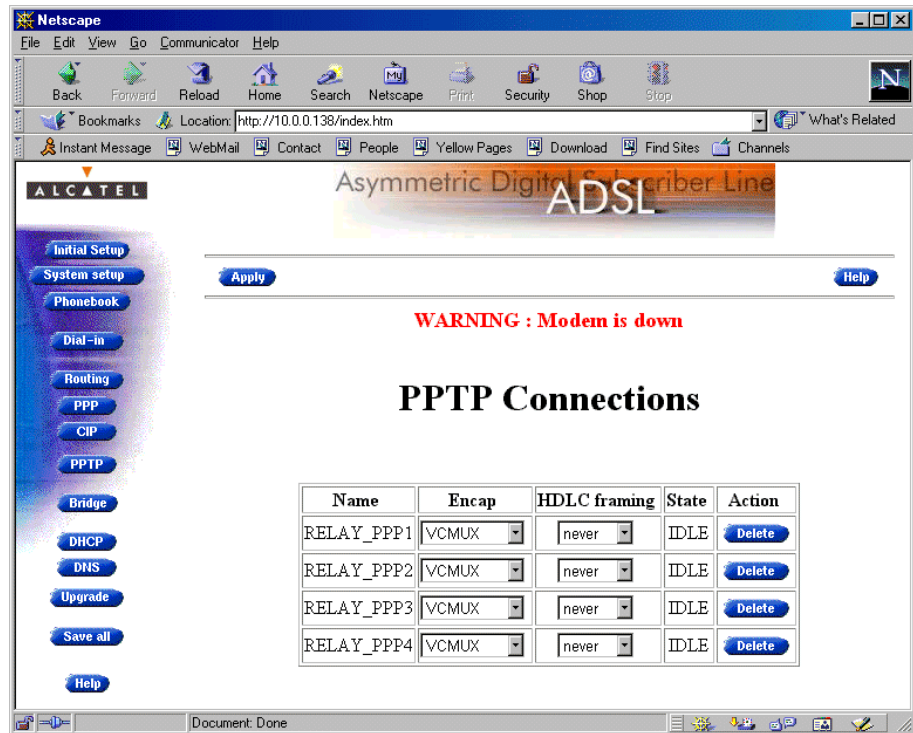 Netscape
File Edit View Go Communicator Help
Back Forward Reload Home Search Netscape Print Security Shop Stop
My
N
Bookmarks Location: http://10.0.0.138/index.htm What's Related
Instant Message WebMail Contact People Yellow Pages Download Find Sites Channels
ALCATEL
Asymmetric Digital Subscriber Line
ADSL
Initial Setup
System setup
Apply Help
Phonebook
WARNING : Modem is down
Dial-in
Routing
PPP
PPTP Connections
CIP
PPTP
Name Encap HDLC framing State Action
Bridge
RELAY_PPP1 VCMUX never IDLE Delete
DHCP
DNS
RELAY_PPP2 VCMUX never IDLE Delete
Upgrade
RELAY_PPP3 VCMUX never IDLE Delete
Save all
RELAY_PPP4 VCMUX never IDLE Delete
Help
Document: Done